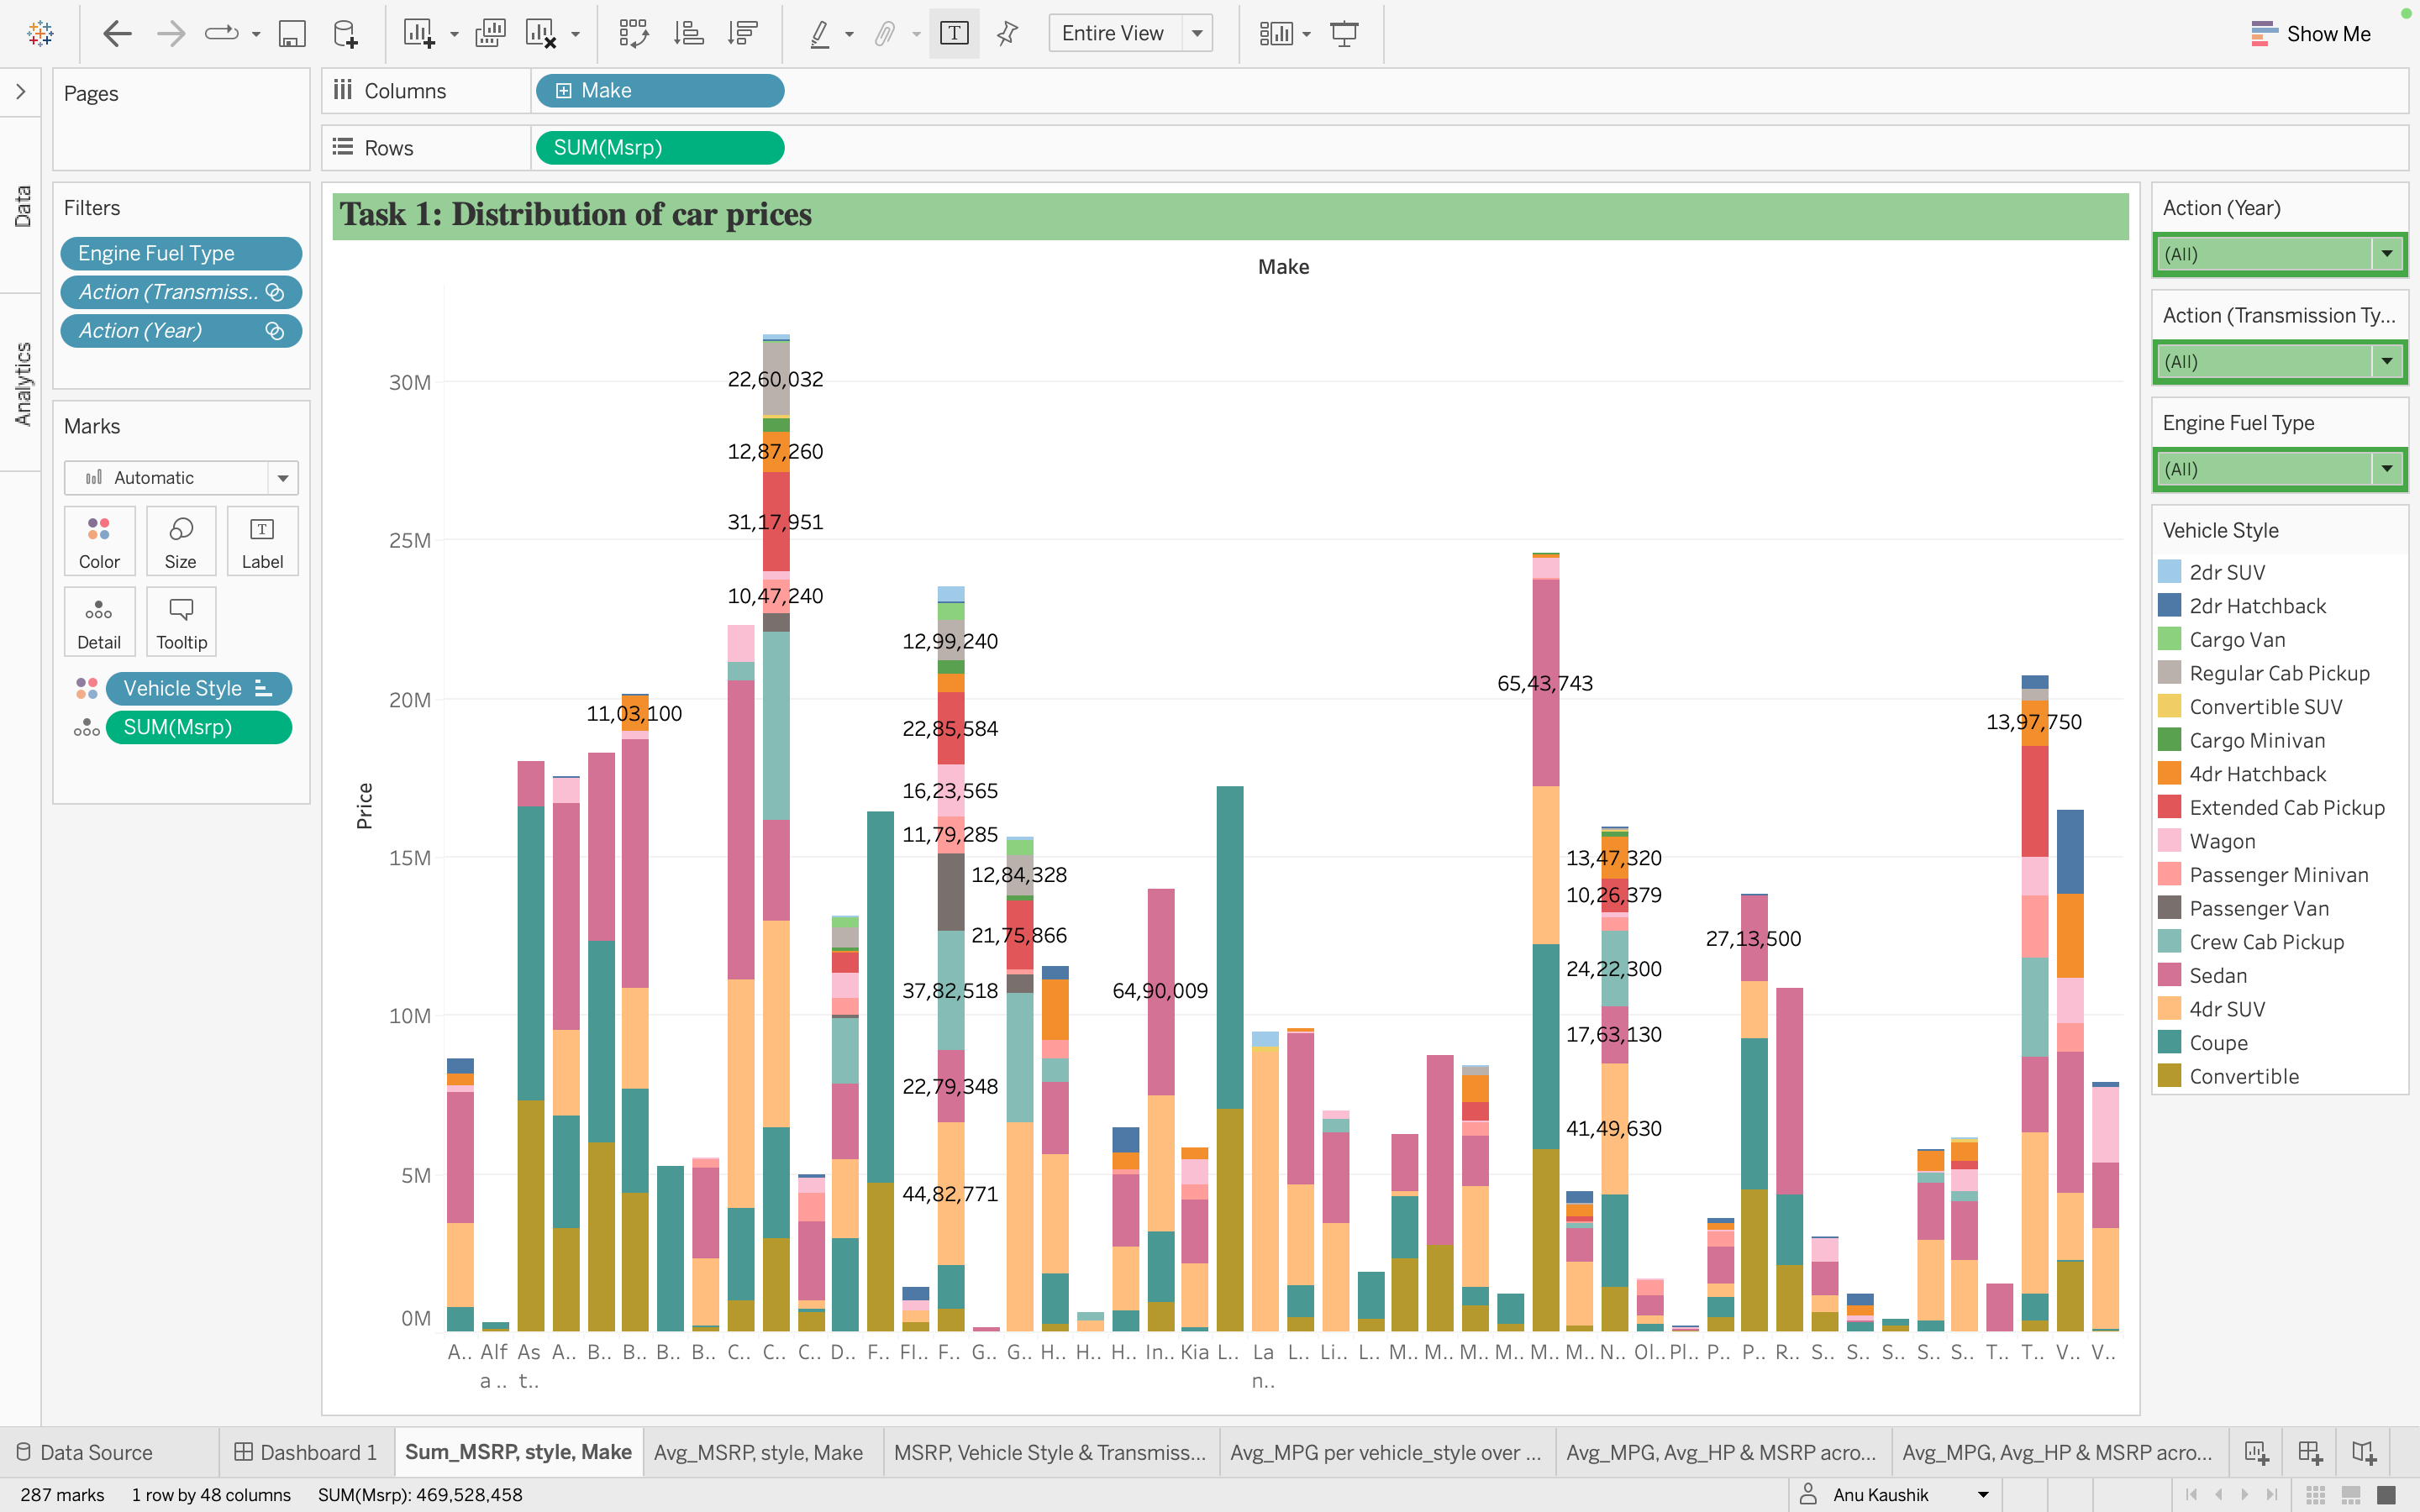 Entire View
Show Me
Pages
Columns
Make
Rows
SUM(Msrp)
Data
Analytics
Filters
Engine Fuel Type
Action (Transmiss..
Action (Year)
Marks
Automatic
Color
Size
Label
Detail
Tooltip
Vehicle Style
SUM(Msrp)
Task 1: Distribution of car prices
Make
Price
30M
25M
20M
15M
10M
5M
0M
22,60,032
12,87,260
31,17,951
10,47,240
11,03,100
12,99,240
22,85,584
16,23,565
11,79,285
37,82,518
22,79,348
44,82,771
12,84,328
21,75,866
64,90,009
65,43,743
13,47,320
10,26,379
24,22,300
17,63,130
41,49,630
27,13,500
13,97,750
A.. Alfa .. Ast.. A.. B.. B.. B.. B.. C.. C.. C.. D.. F.. FI.. F.. G.. G.. H.. H.. H.. In.. Kia L.. Lan.. L.. Li.. L.. M.. M.. M.. M.. M.. M.. N.. Ol.. Pl.. P.. P.. R.. S.. S.. S.. S.. S.. T.. T.. V.. V..
Action (Year)
(All)
Action (Transmission Ty...
(All)
Engine Fuel Type
(All)
Vehicle Style
2dr SUV
2dr Hatchback
Cargo Van
Regular Cab Pickup
Convertible SUV
Cargo Minivan
4dr Hatchback
Extended Cab Pickup
Wagon
Passenger Minivan
Passenger Van
Crew Cab Pickup
Sedan
4dr SUV
Coupe
Convertible
Data Source
Dashboard 1
Sum_MSRP, style, Make
Avg_MSRP, style, Make
MSRP, Vehicle Style & Transmiss...
Avg_MPG per vehicle_style over ...
Avg_MPG, Avg_HP & MSRP acro...
Avg_MPG, Avg_HP & MSRP acro...
287 marks
1 row by 48 columns
SUM(Msrp): 469,528,458
Anu Kaushik